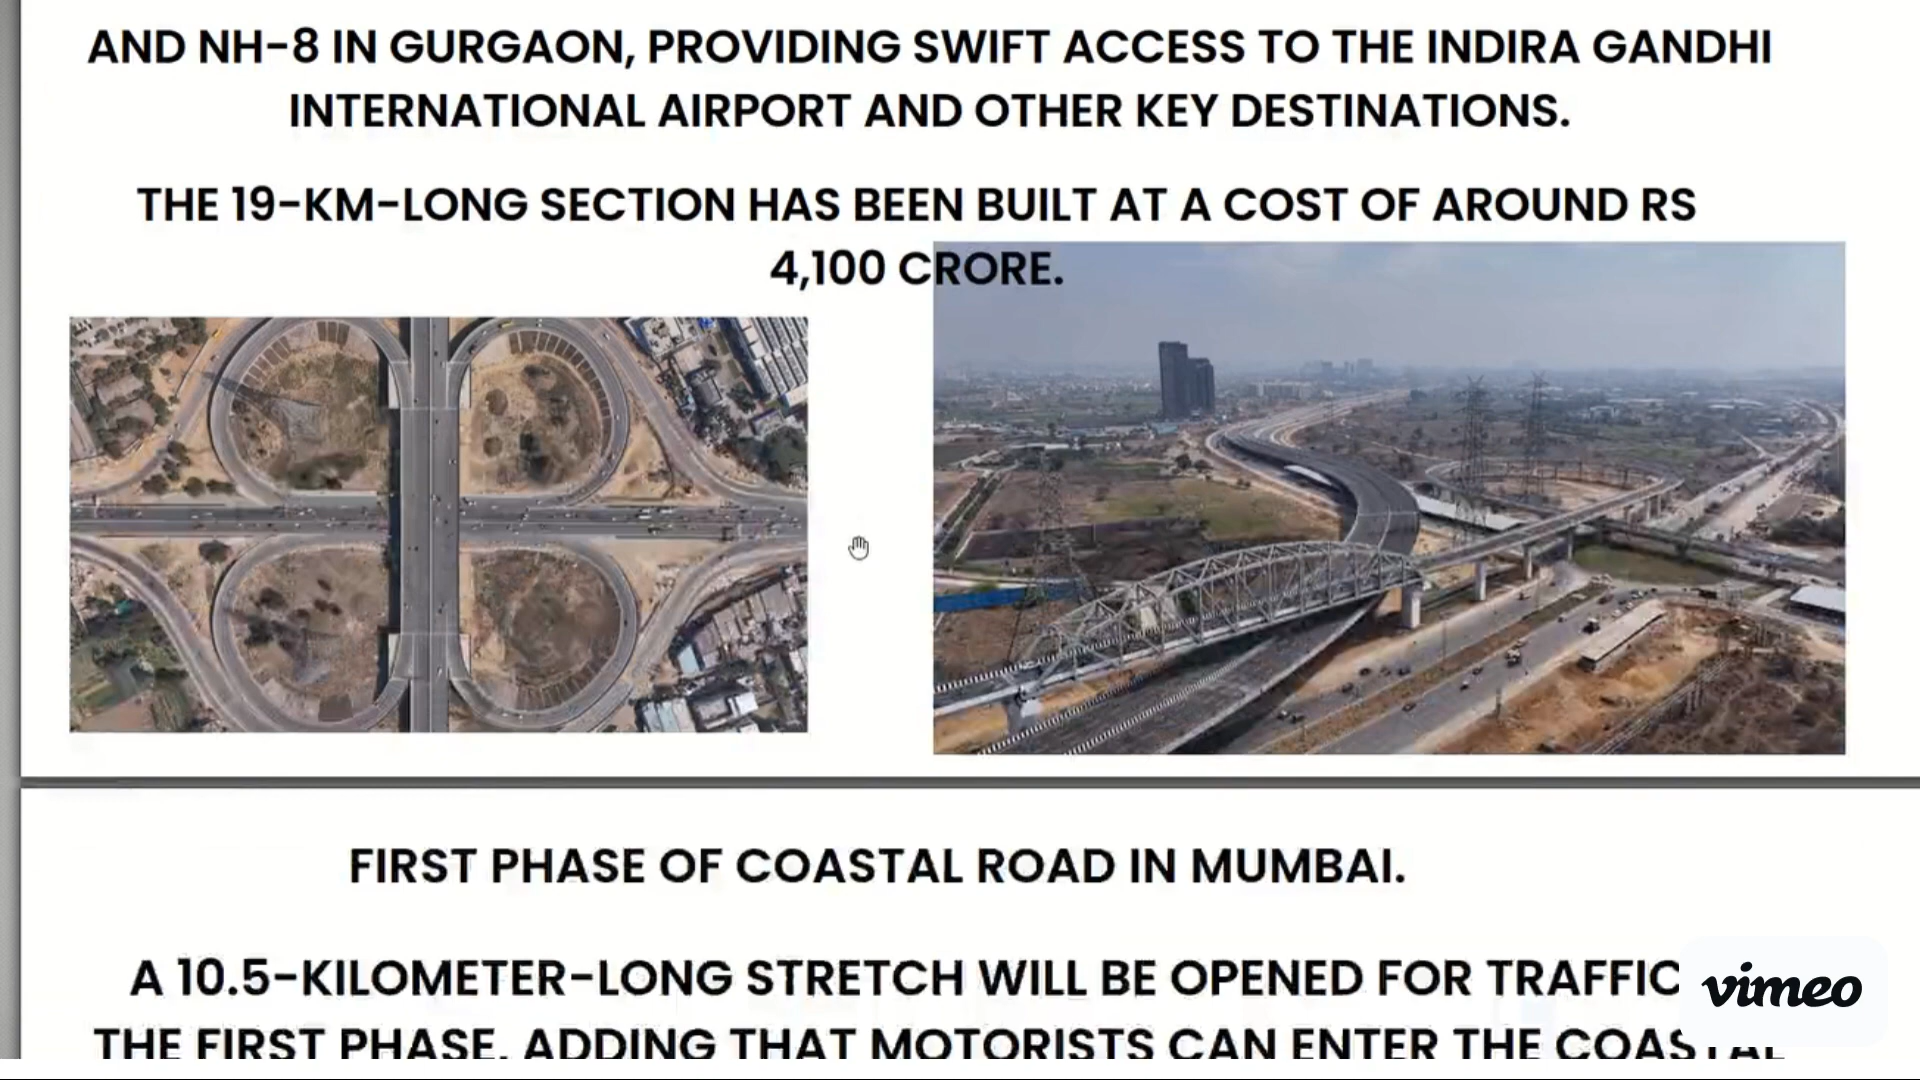 AND NH-8 IN GURGAON, PROVIDING SWIFT ACCESS TO THE INDIRA GANDHI
INTERNATIONAL AIRPORT AND OTHER KEY DESTINATIONS.
THE 19-KM-LONG SECTION HAS BEEN BUILT AT A COST OF AROUND RS
4,100 CRORE.
FIRST PHASE OF COASTAL ROAD IN MUMBAI.
A 10.5-KILOMETER-LONG STRETCH WILL BE OPENED FOR TRAFFIC
vimeo
THE FIRST PHASE, ADDING THAT MOTORISTS CAN ENTER THE COASTAL